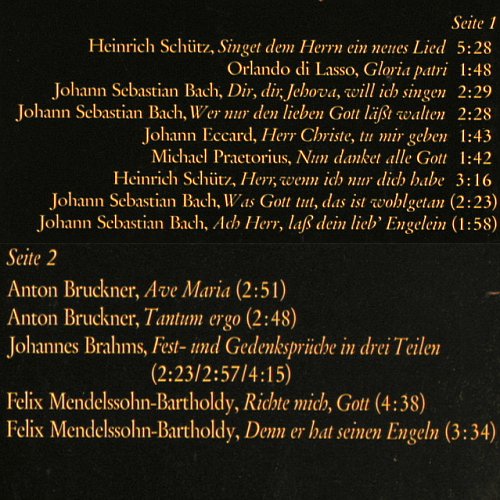 Seite 1
Heinrich Schütz, Singet dem Herrn ein neues Lied 5:28
Orlando di Lasso, Gloria patri 1:48
Johann Sebastian Bach, Dir, dir, Jehova, will ich singen 2:29
Johann Sebastian Bach, Wer nur den lieben Gott läßt walten 2:28
Johann Eccard, Herr Christe, tu mir geben 1:43
Michael Praetorius, Nun danket alle Gott 1:42
Heinrich Schütz, Herr, wenn ich nur dich habe 3:16
Johann Sebastian Bach, Was Gott tut, das ist wohlgetan (2:23)
Johann Sebastian Bach, Ach Herr, laß dein lieb' Engelein (1:58)
Seite 2
Anton Bruckner, Ave Maria (2:51)
Anton Bruckner, Tantum ergo (2:48)
Johannes Brahms, Fest- und Gedenksprüche in drei Teilen
(2:23/2:57/4:15)
Felix Mendelssohn-Bartholdy, Richte mich, Gott (4:38)
Felix Mendelssohn-Bartholdy, Denn er hat seinen Engeln (3:34)